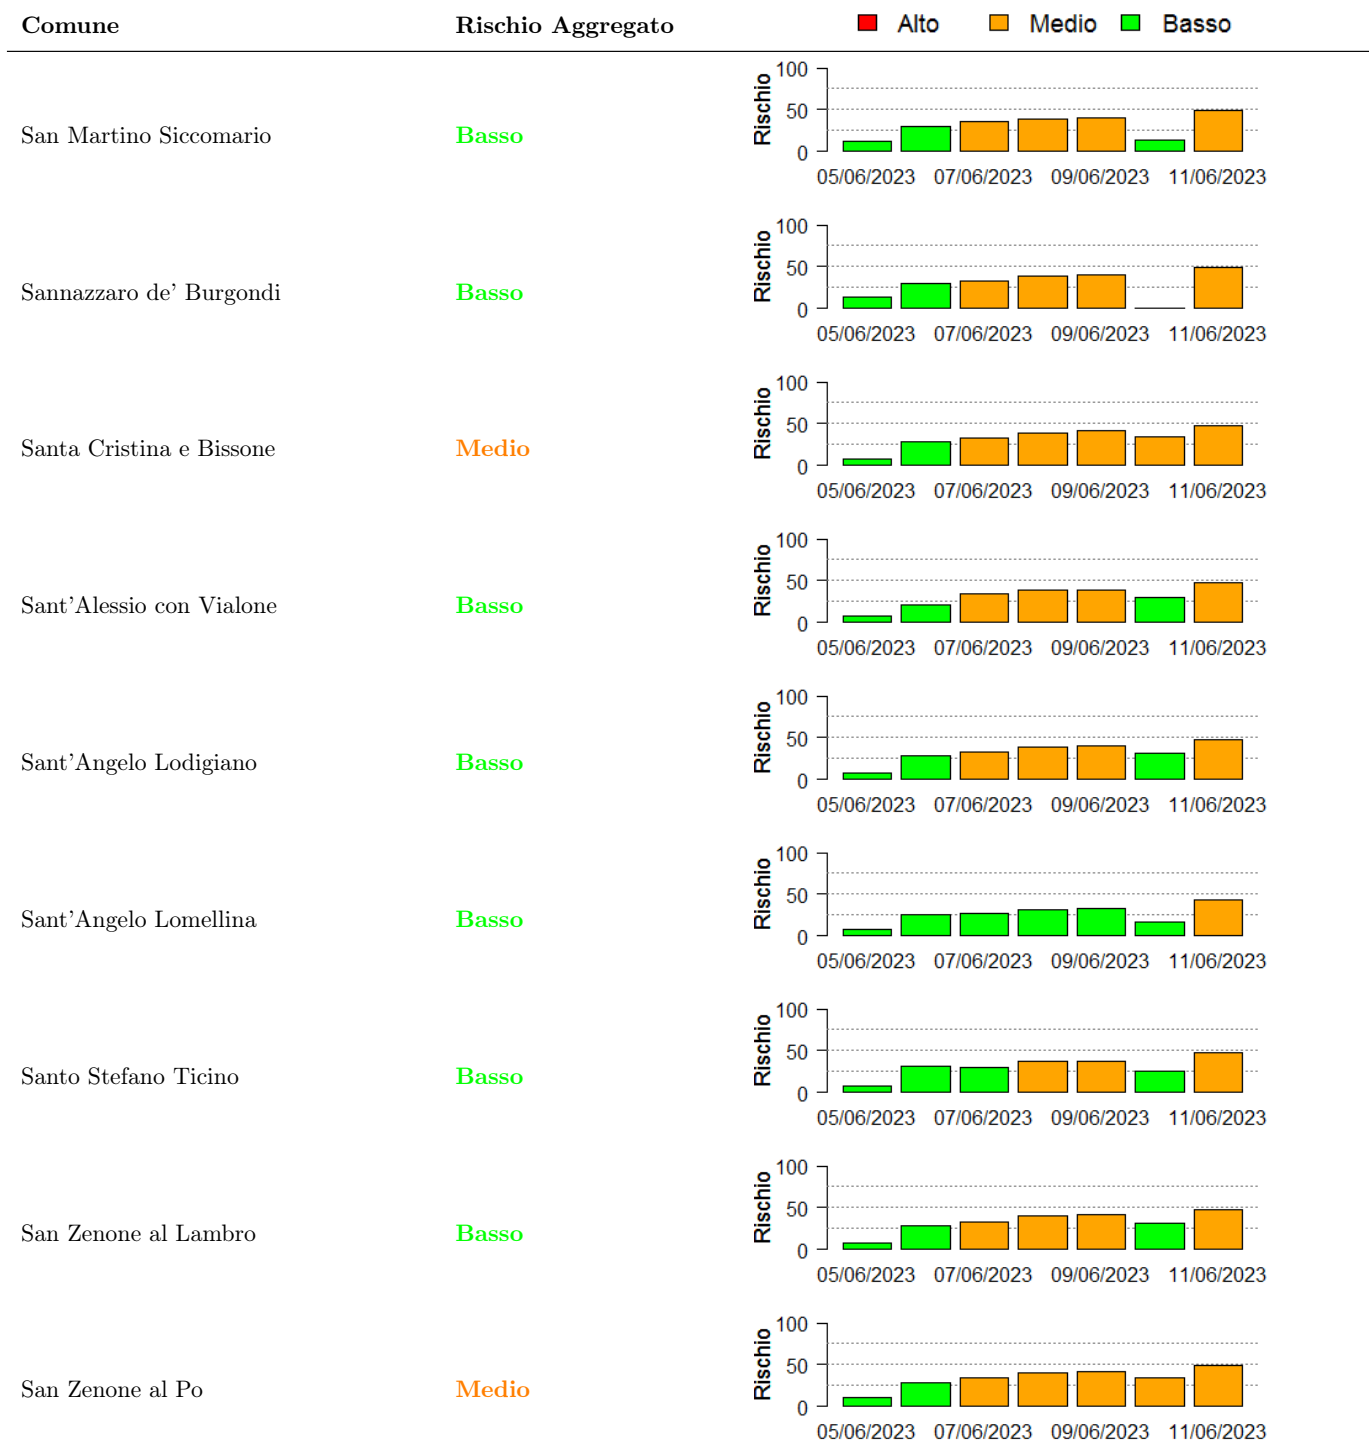 Comune Rischio Aggregato Alto Medio Basso
100
50
0
Rischio
San Martino Siccomario Basso
05/06/2023 07/06/2023 09/06/2023 11/06/2023
100
50
0
Rischio
Sannazzaro de' Burgondi Basso
05/06/2023 07/06/2023 09/06/2023 11/06/2023
100
50
0
Rischio
Santa Cristina e Bissone Medio
05/06/2023 07/06/2023 09/06/2023 11/06/2023
100
50
0
Rischio
Sant'Alessio con Vialone Basso
05/06/2023 07/06/2023 09/06/2023 11/06/2023
100
50
0
Rischio
Sant'Angelo Lodigiano Basso
05/06/2023 07/06/2023 09/06/2023 11/06/2023
100
50
0
Rischio
Sant'Angelo Lomellina Basso
05/06/2023 07/06/2023 09/06/2023 11/06/2023
100
50
0
Rischio
Santo Stefano Ticino Basso
05/06/2023 07/06/2023 09/06/2023 11/06/2023
100
50
0
Rischio
San Zenone al Lambro Basso
05/06/2023 07/06/2023 09/06/2023 11/06/2023
100
50
0
Rischio
San Zenone al Po Medio
05/06/2023 07/06/2023 09/06/2023 11/06/2023